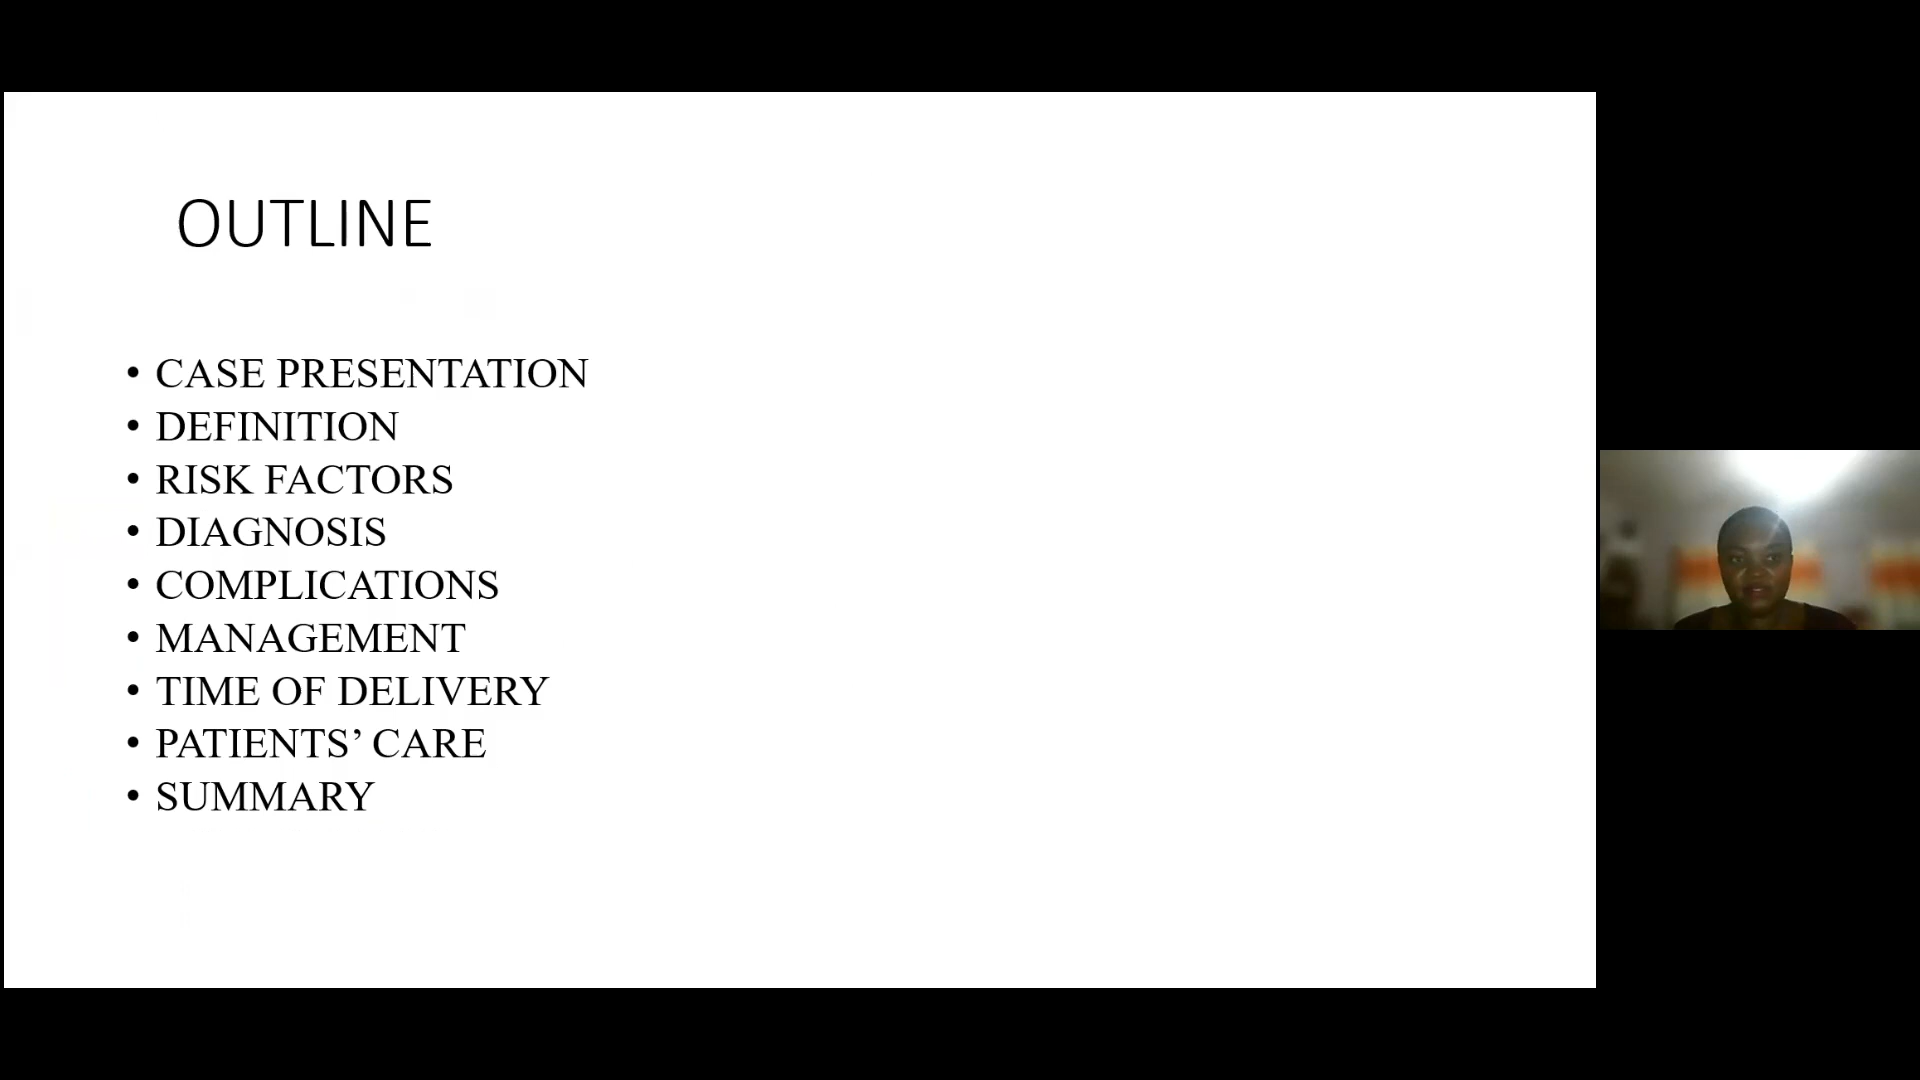 OUTLINE
• CASE PRESENTATION
• DEFINITION
• RISK FACTORS
• DIAGNOSIS
• COMPLICATIONS
• MANAGEMENT
• TIME OF DELIVERY
• PATIENTS’ CARE
• SUMMARY